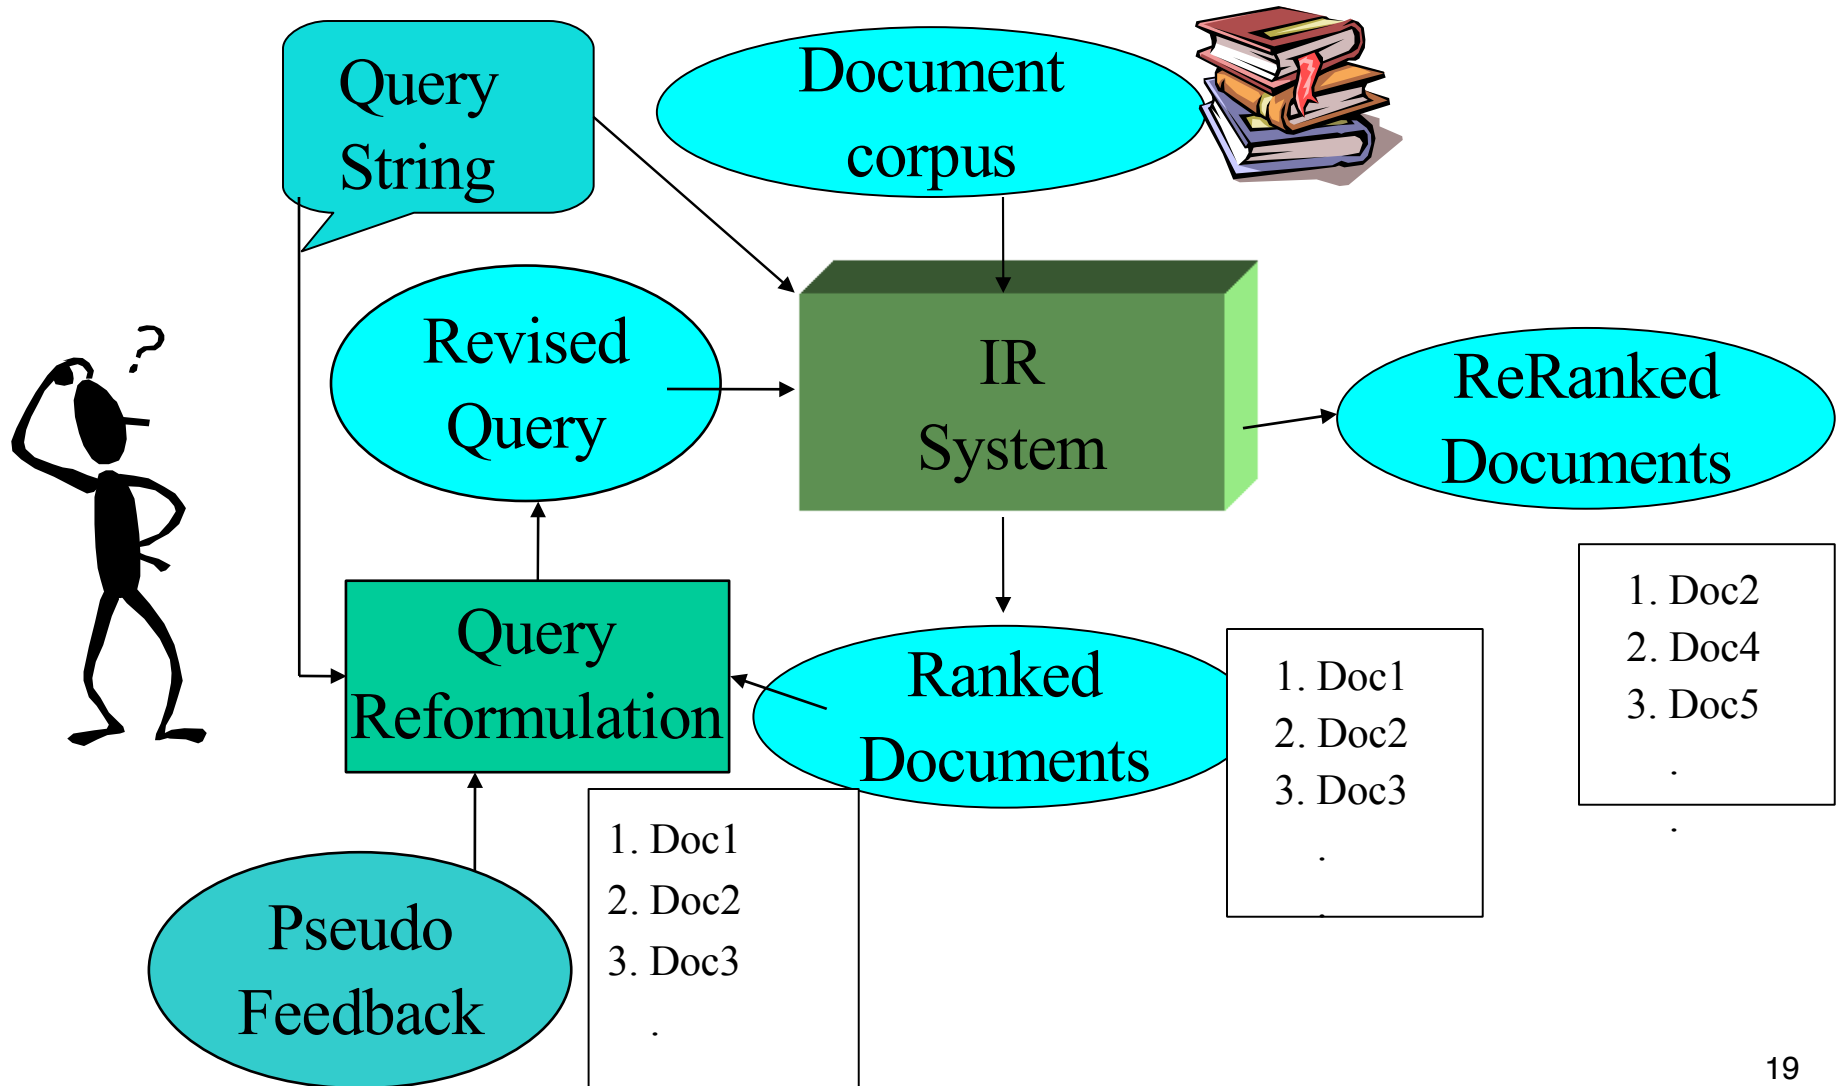 Query
String
Document
corpus
?
Revised
Query
IR
System
ReRanked
Documents
1. Doc2
2. Doc4
3. Doc5
.
.
Query
Reformulation
Ranked
Documents
1. Doc1
2. Doc2
3. Doc3
.
.
1. Doc1
2. Doc2
3. Doc3
.
Pseudo
Feedback
19